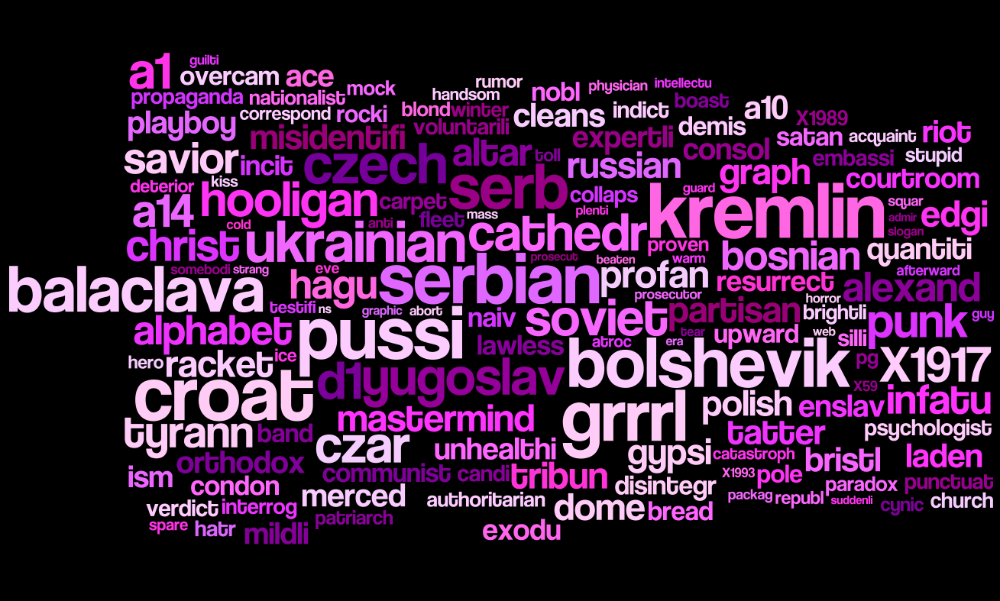 guilti
a1 overcam ace mock rumor nobl physician intellectu
propaganda nationalist handsom boast a10
playboy correspond rocki blond winter cleans indict demis X1989
misidentifi voluntarili expertli consol satan acquaint riot
savior incit czech altar toll russian embassi stupid
deterior kiss hooligan carpet serb collaps guard graph courtroom
a14 cold anti fleet mass plenti kremlin squar admir edgi
christ ukrainian cathedr proven slogan
balaclava somebodi strang eve prosecut beaten warm bosnian quantiti
hagu serbian profan prosecutor resurrect afterward alexand
testifi ns graphic abort naiv soviet partisan horror brightli punk guy
alphabet pussi lawless tear upward web silli
hero racket ice atroc era bolshevik pg X1917
croat d1yugoslav X59
mastermind grrrl polish enslav infatu
tyrann band czar unhealthi tatter psychologist
orthodox gypsi catastroph bristl laden
ism condon communist candi tribun disintegr X1993 pole paradox punctuat
verdict interrog merced authoritarian dome bread packag republ suddenli cynic church
spare hatr mildli patriarch exodu